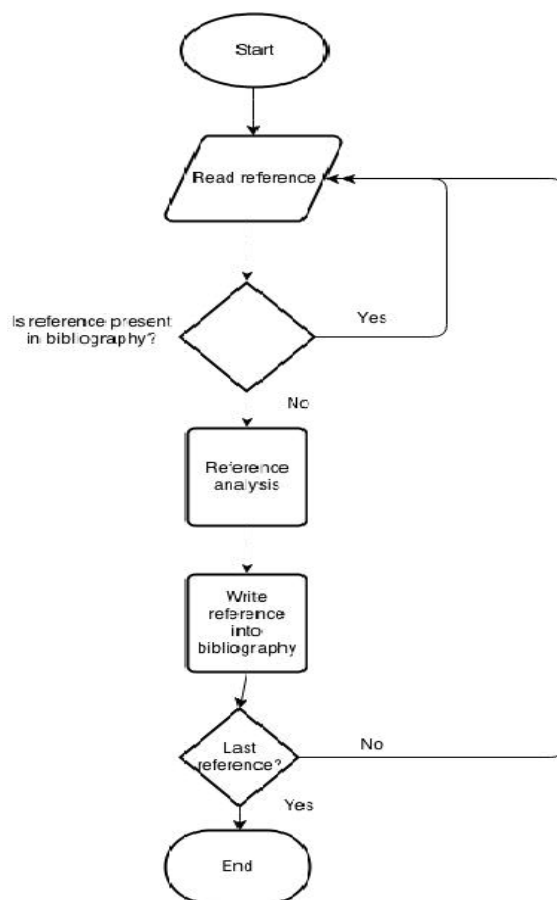 Start
Read reference
Is reference present
in bibliography?
Yes
No
Reference
analysis
Write
reference
into
bibliography
Last
reference?
No
Yes
End